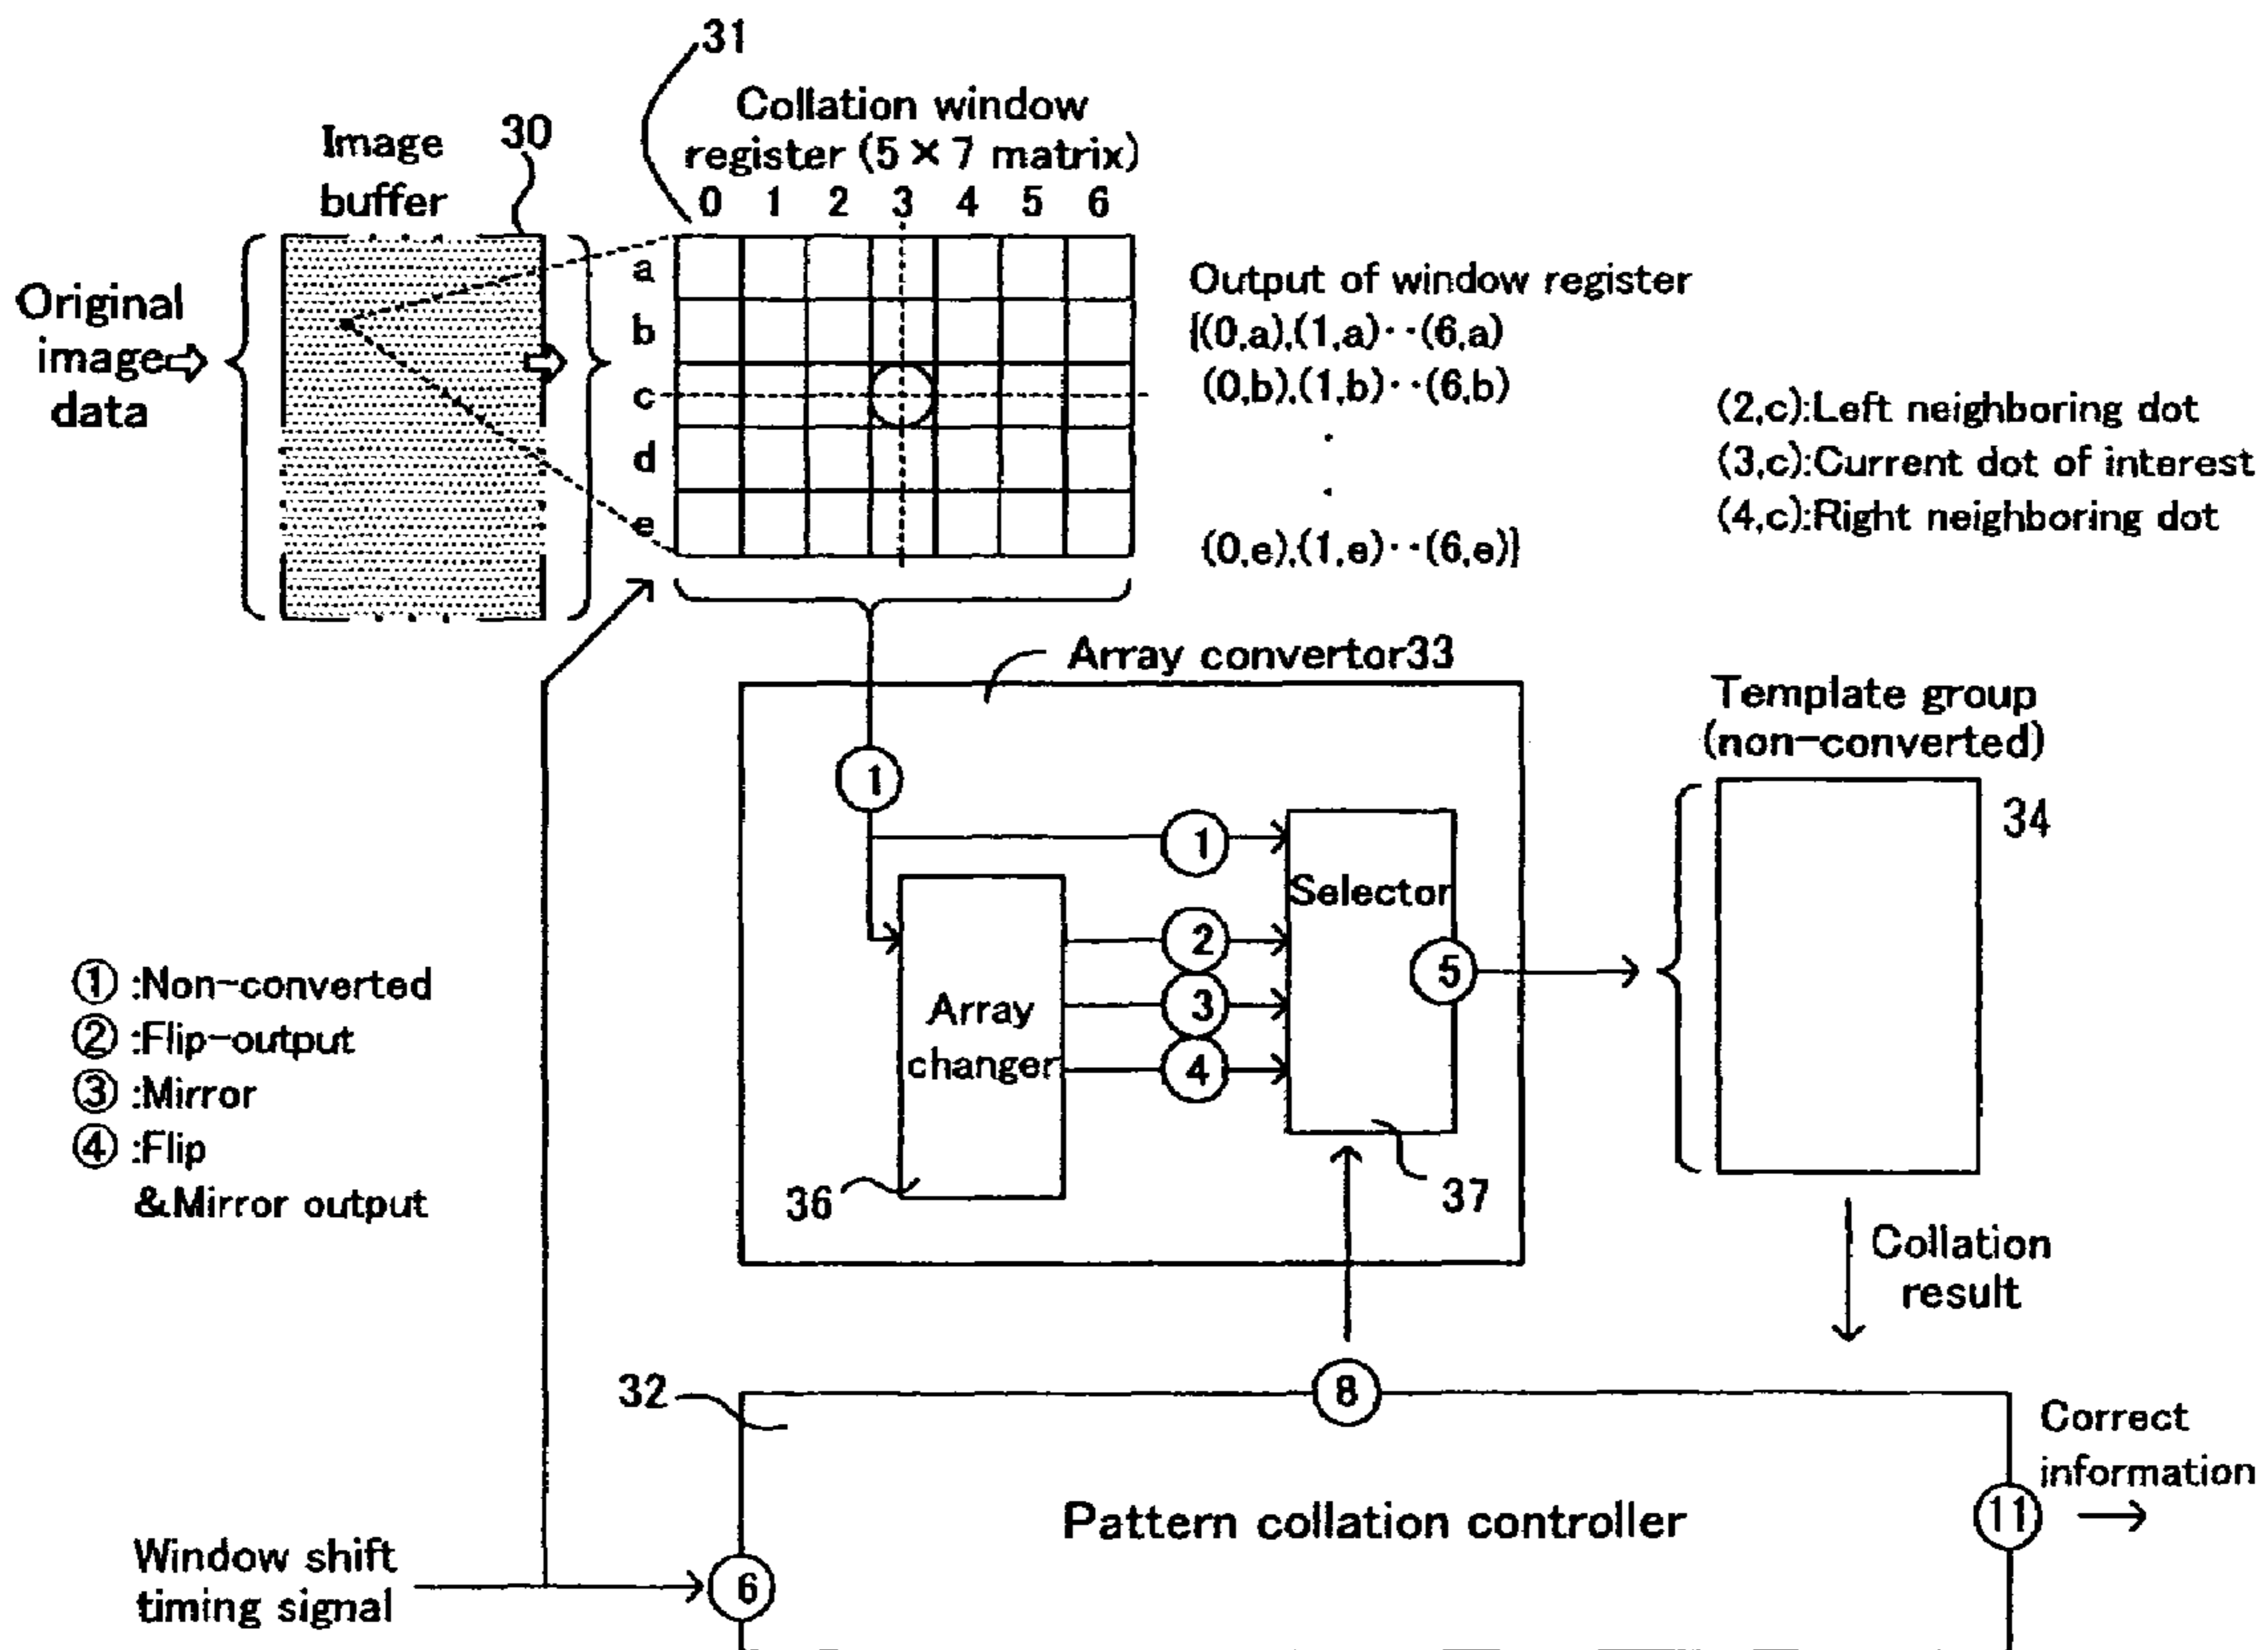 31
Collation window
register (5 × 7 matrix)
Image
buffer
30
0 1 2 3 4 5 6
a
b
c
d
e
Original
image
data
Output of window register
{(0,a),(1,a)··(6,a)
(0,b),(1,b)··(6,b)
·
·
(0,e),(1,e)··(6,e)}
(2,c):Left neighboring dot
(3,c):Current dot of interest
(4,c):Right neighboring dot
Array convertor33
①
①
②
③
④
Selector
⑤
Array
changer
36
37
Template group
(non-converted)
34
① :Non-converted
② :Flip-output
③ :Mirror
④ :Flip
&Mirror output
Collation
result
32
⑧
Correct
information
⑪
Pattern collation controller
Window shift
timing signal
⑥